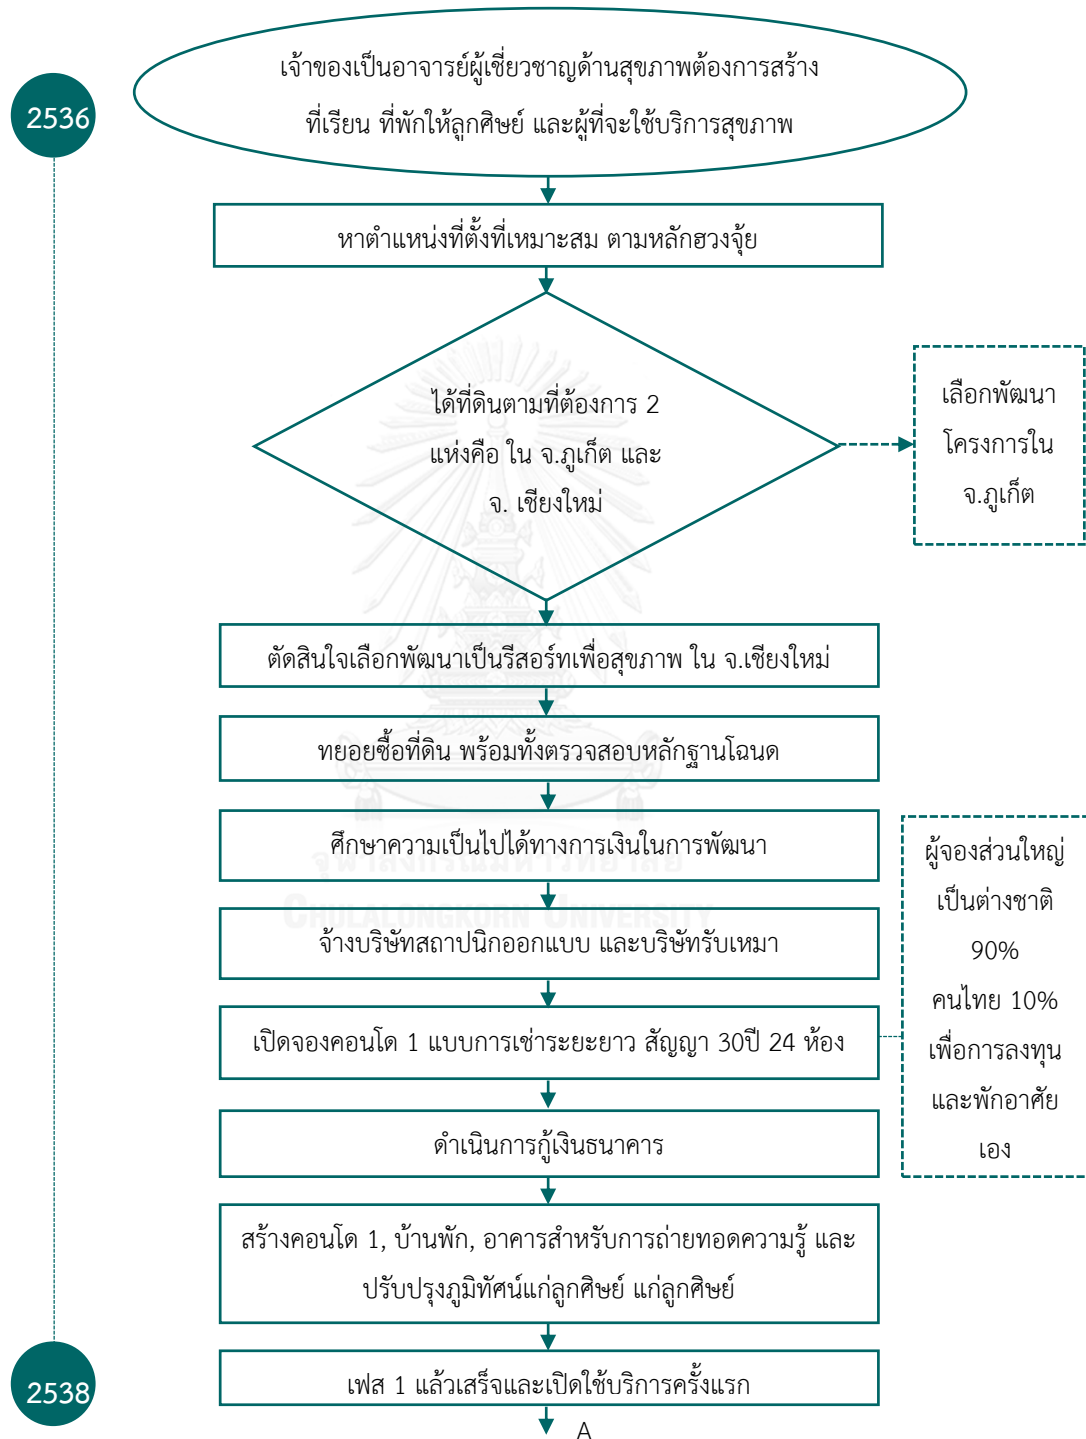 2536
เจ้าของเป็นอาจารย์ผู้เชี่ยวชาญด้านสุขภาพต้องการสร้าง
ที่เรียน ที่พักให้ลูกศิษย์ และผู้ที่จะใช้บริการสุขภาพ
หาตำแหน่งที่ตั้งที่เหมาะสม ตามหลักฮวงจุ้ย
ได้ที่ดินตามที่ต้องการ 2
แห่งคือ ใน จ.ภูเก็ต และ
จ. เชียงใหม่
เลือกพัฒนา
โครงการใน
จ.ภูเก็ต
ตัดสินใจเลือกพัฒนาเป็นรีสอร์ทเพื่อสุขภาพ ใน จ.เชียงใหม่
ทยอยซื้อที่ดิน พร้อมทั้งตรวจสอบหลักฐานโฉนด
ศึกษาความเป็นไปได้ทางการเงินในการพัฒนา
จุฬาลงกรณ์มหาวิทยาลัย
CHULALONGKORN UNIVERSITY
จ้างบริษัทสถาปนิกออกแบบ และบริษัทรับเหมา
เปิดจองคอนโด 1 แบบการเช่าระยะยาว สัญญา 30ปี 24 ห้อง
ผู้จองส่วนใหญ่
เป็นต่างชาติ
90%
คนไทย 10%
เพื่อการลงทุน
และพักอาศัย
เอง
ดำเนินการกู้เงินธนาคาร
สร้างคอนโด 1, บ้านพัก, อาคารสำหรับการถ่ายทอดความรู้ และ
ปรับปรุงภูมิทัศน์แก่ลูกศิษย์ แก่ลูกศิษย์
2538
เฟส 1 แล้วเสร็จและเปิดใช้บริการครั้งแรก
A